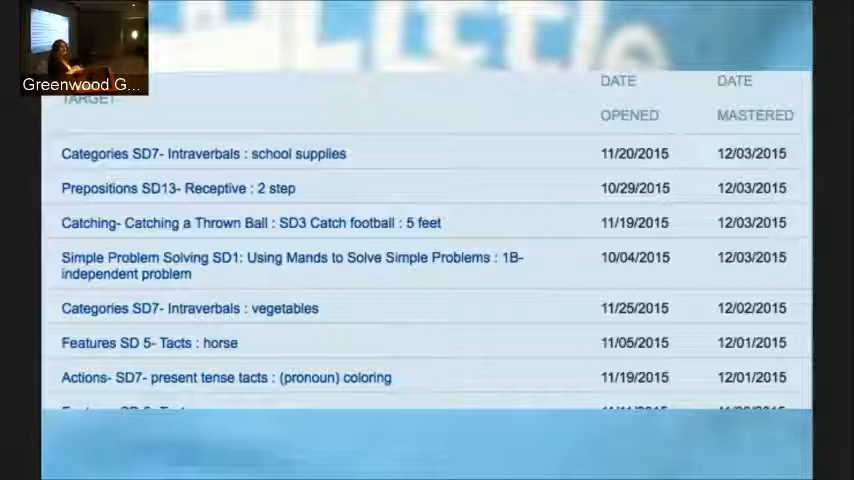 Greenwood G...
TARGET
DATE OPENED
DATE MASTERED
Categories SD7- Intraverbals : school supplies 11/20/2015 12/03/2015
Prepositions SD13- Receptive : 2 step 10/29/2015 12/03/2015
Catching- Catching a Thrown Ball : SD3 Catch football : 5 feet 11/19/2015 12/03/2015
Simple Problem Solving SD1: Using Mands to Solve Simple Problems : 1B- 10/04/2015 12/03/2015
independent problem
Categories SD7- Intraverbals : vegetables 11/25/2015 12/02/2015
Features SD 5- Tacts : horse 11/05/2015 12/01/2015
Actions- SD7- present tense tacts : (pronoun) coloring 11/19/2015 12/01/2015